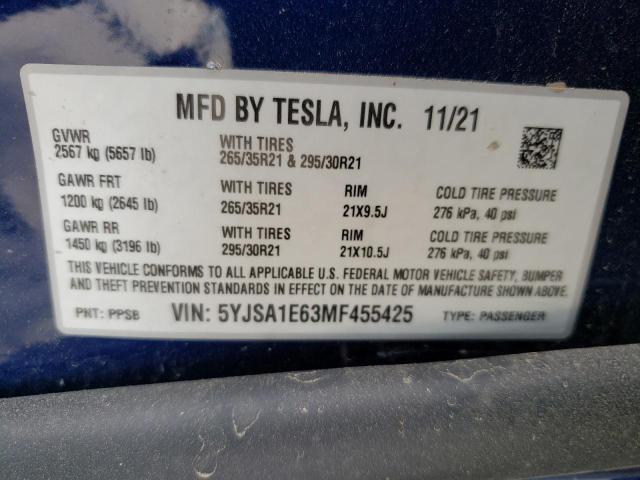 MFD BY TESLA, INC. 11/21
GVWR
2567 kg (5657 lb)
WITH TIRES
265/35R21 & 295/30R21
GAWR FRT
1200 kg (2645 lb)
WITH TIRES
265/35R21
RIM
21X9.5J
COLD TIRE PRESSURE
276 kPa, 40 psi
GAWR RR
1450 kg (3196 lb)
WITH TIRES
295/30R21
RIM
21X10.5J
COLD TIRE PRESSURE
276 kPa, 40 psi
THIS VEHICLE CONFORMS TO ALL APPLICABLE U.S. FEDERAL MOTOR VEHICLE SAFETY, BUMPER
AND THEFT PREVENTION STANDARDS IN EFFECT ON THE DATE OF MANUFACTURE SHOWN ABOVE.
PNT: PPSB VIN: 5YJSA1E63MF455425 TYPE: PASSENGER